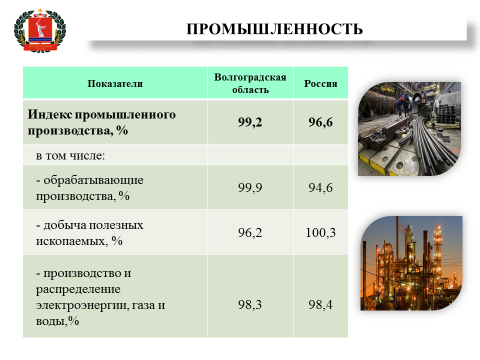 ПРОМЫШЛЕННОСТЬ
Показатели
Волгоградская
область
Россия
Индекс промышленного
производства, %
99,2
96,6
в том числе:
- обрабатывающие
производства, %
99,9
94,6
- добыча полезных
ископаемых, %
96,2
100,3
- производство и
распределение
электроэнергии, газа и
воды,%
98,3
98,4